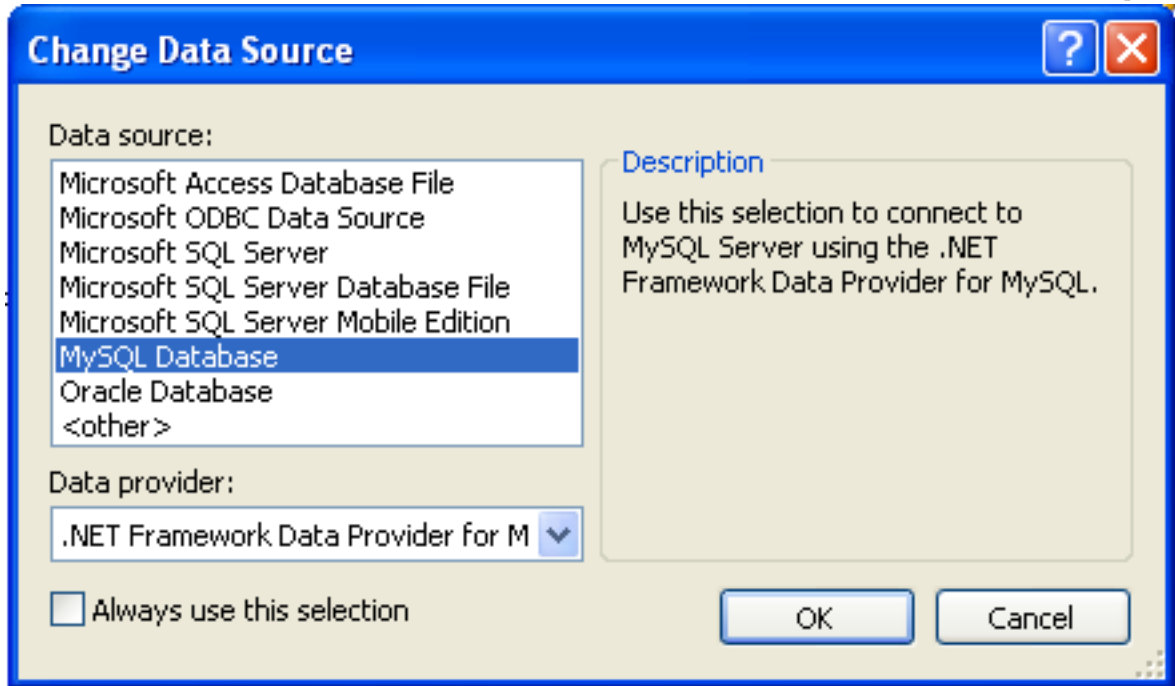 Change Data Source
Data source:
Microsoft Access Database File
Microsoft ODBC Data Source
Microsoft SQL Server
Microsoft SQL Server Database File
Microsoft SQL Server Mobile Edition
MySQL Database
Oracle Database
<other>
Data provider:
.NET Framework Data Provider for M
Always use this selection
Description
Use this selection to connect to
MySQL Server using the .NET
Framework Data Provider for MySQL.
OK
Cancel